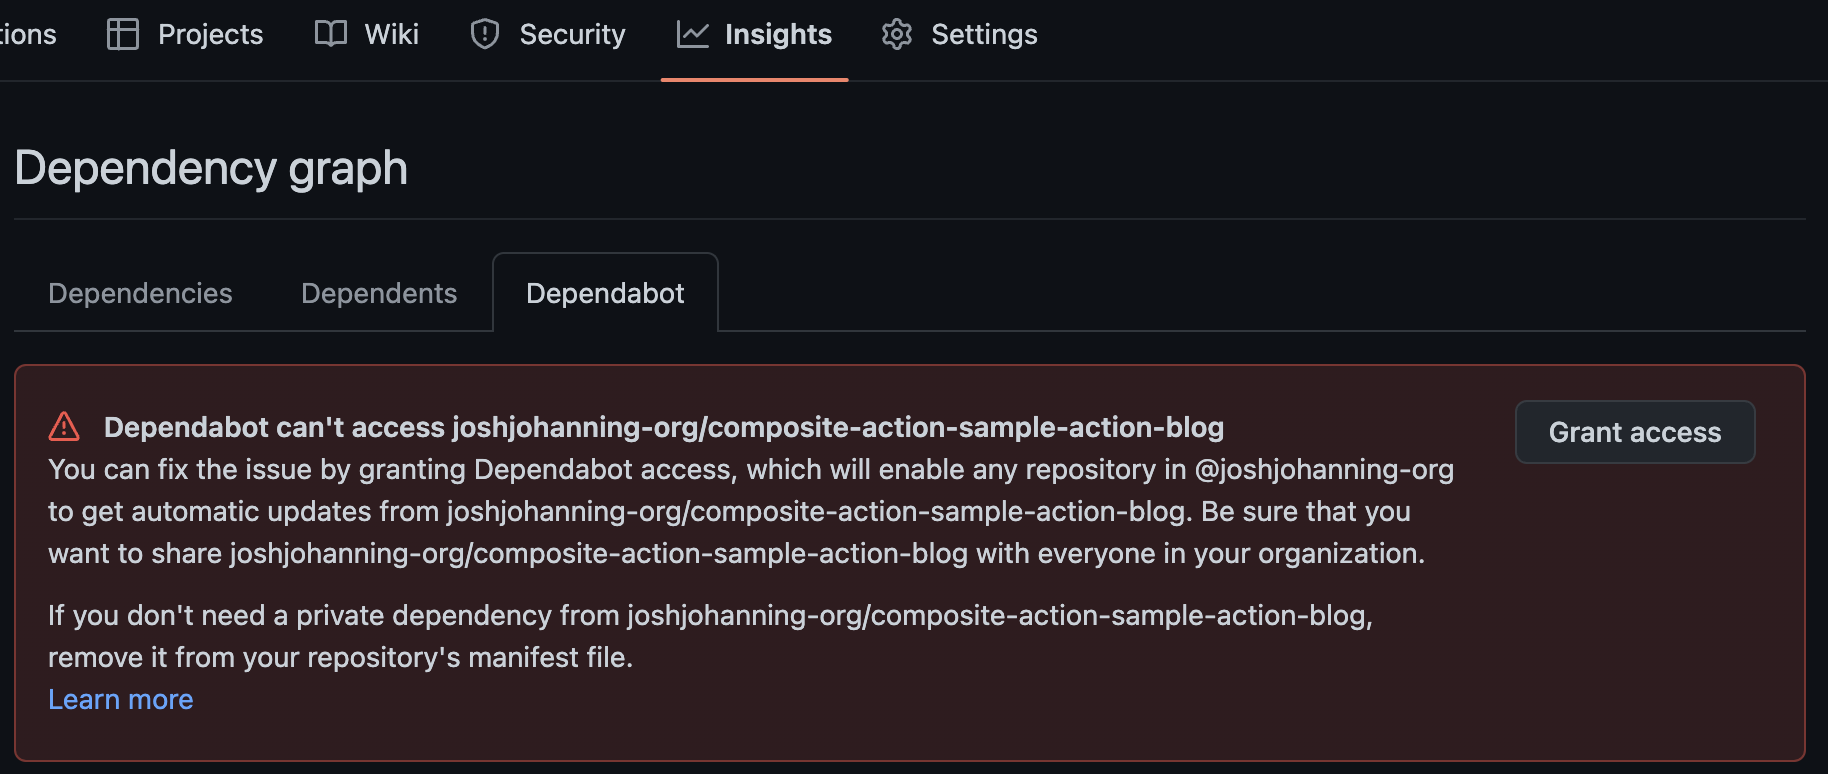 tions Projects Wiki Security Insights Settings
Dependency graph
Dependencies Dependents Dependabot
Dependabot can't access joshjohanning-org/composite-action-sample-action-blog
Grant access
You can fix the issue by granting Dependabot access, which will enable any repository in @joshjohanning-org
to get automatic updates from joshjohanning-org/composite-action-sample-action-blog. Be sure that you
want to share joshjohanning-org/composite-action-sample-action-blog with everyone in your organization.
If you don't need a private dependency from joshjohanning-org/composite-action-sample-action-blog,
remove it from your repository's manifest file.
Learn more